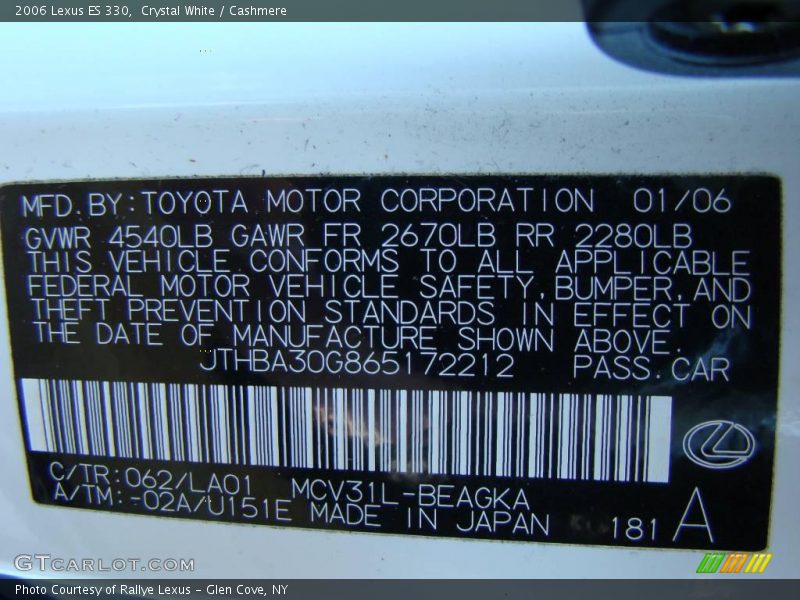 2006 Lexus ES 330, Crystal White / Cashmere
MFD.BY:TOYOTA MOTOR CORPORATION 01/06
GVWR 4540LB GAWR FR 2670LB RR 2280LB
THIS VEHICLE CONFORMS TO ALL APPLICABLE
FEDERAL MOTOR VEHICLE SAFETY,BUMPER,AND
THEFT PREVENTION STANDARDS IN EFFECT ON
THE DATE OF MANUFACTURE SHOWN ABOVE.
JTHBA30G865172212 PASS.CAR
C/TR:062/LA01 MCV31L-BEAGKA
A/TM:-02A/U151E MADE IN JAPAN 181 A
GTCARLOT.COM
Photo Courtesy of Rallye Lexus - Glen Cove, NY